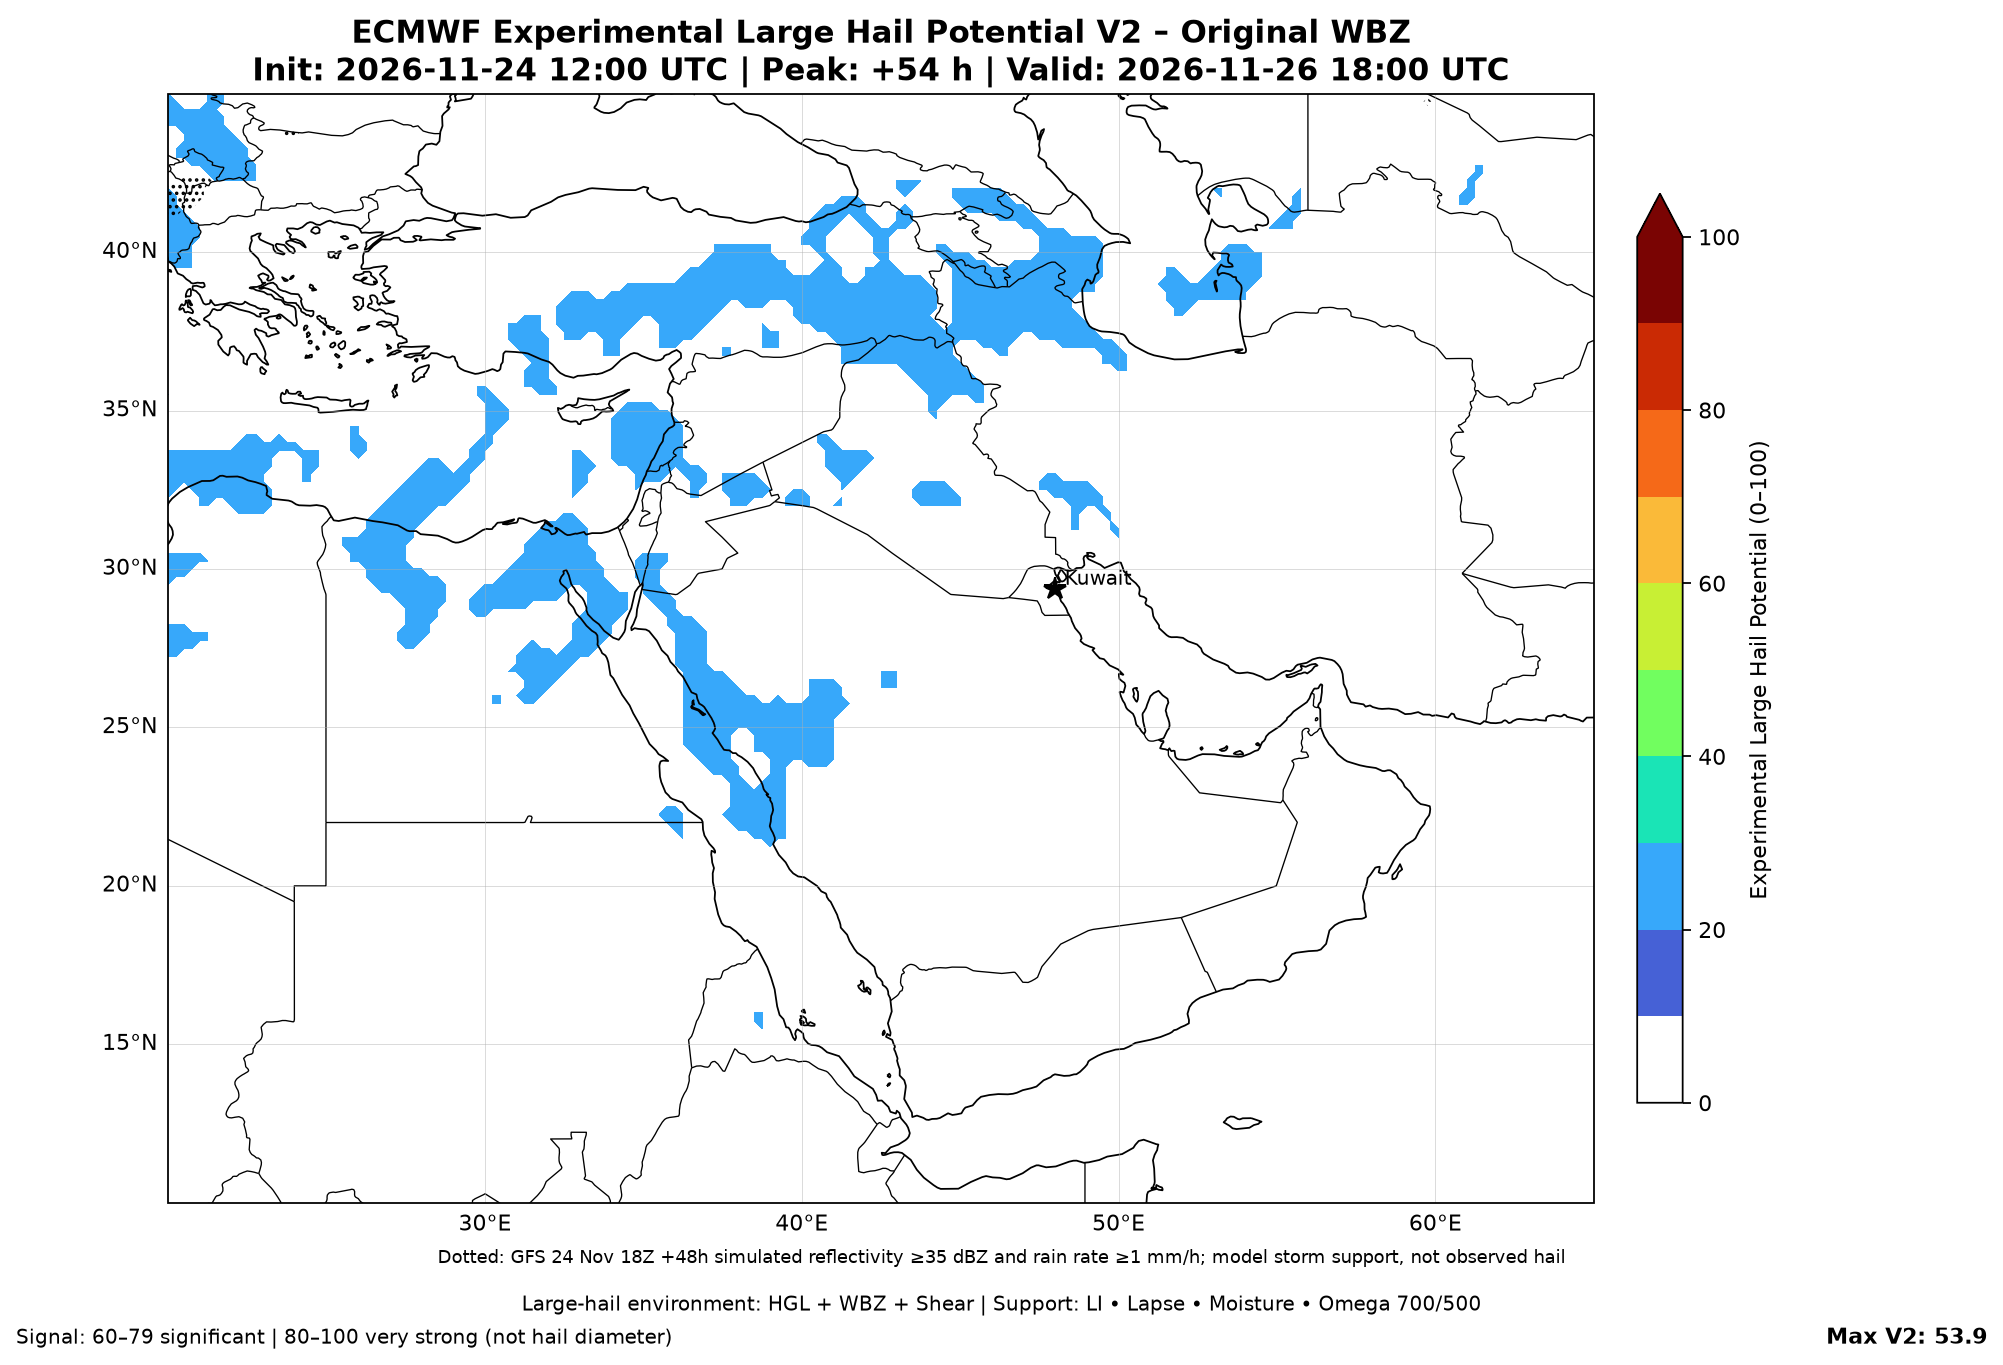 ECMWF Experimental Large Hail Potential V2 – Original WBZ
Init: 2026-11-24 12:00 UTC | Peak: +54 h | Valid: 2026-11-26 18:00 UTC
40°N
35°N
30°N
25°N
20°N
15°N
Kuwait
30°E
40°E
50°E
60°E
100
80
60
40
20
0
Experimental Large Hail Potential (0–100)
Dotted: GFS 24 Nov 18Z +48h simulated reflectivity ≥35 dBZ and rain rate ≥1 mm/h; model storm support, not observed hail
Large-hail environment: HGL + WBZ + Shear | Support: LI • Lapse • Moisture • Omega 700/500
Signal: 60–79 significant | 80–100 very strong (not hail diameter)
Max V2: 53.9